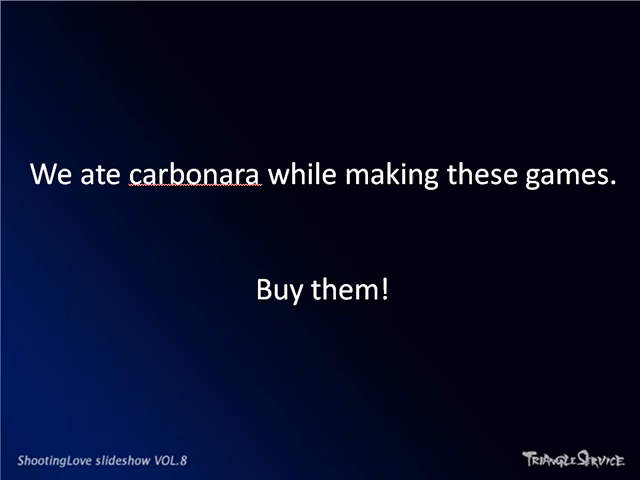 We ate carbonara while making these games.
Buy them!
ShootingLove slideshow VOL.8
TRIANGLE SERVICE